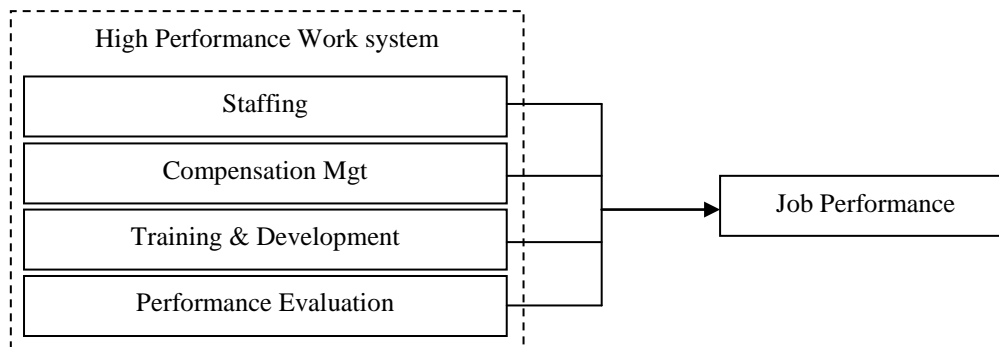 High Performance Work system
Staffing
Compensation Mgt
Training & Development
Performance Evaluation
Job Performance